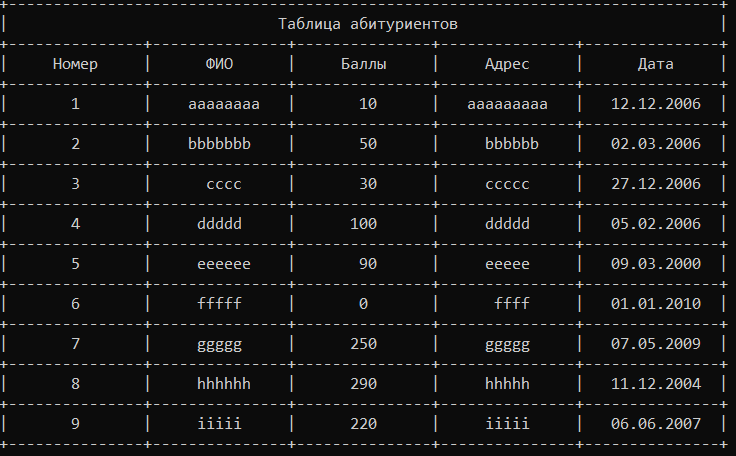 Таблица абитуриентов
Номер | ФИО | Баллы | Адрес | Дата
1 | aaaaaaaa | 10 | aaaaaaaaa | 12.12.2006
2 | bbbbbbb | 50 | bbbbbb | 02.03.2006
3 | cccc | 30 | ccccc | 27.12.2006
4 | ddddd | 100 | ddddd | 05.02.2006
5 | eeeeee | 90 | eeeee | 09.03.2000
6 | fffff | 0 | ffff | 01.01.2010
7 | ggggg | 250 | ggggg | 07.05.2009
8 | hhhhhh | 290 | hhhhh | 11.12.2004
9 | iiiii | 220 | iiiii | 06.06.2007